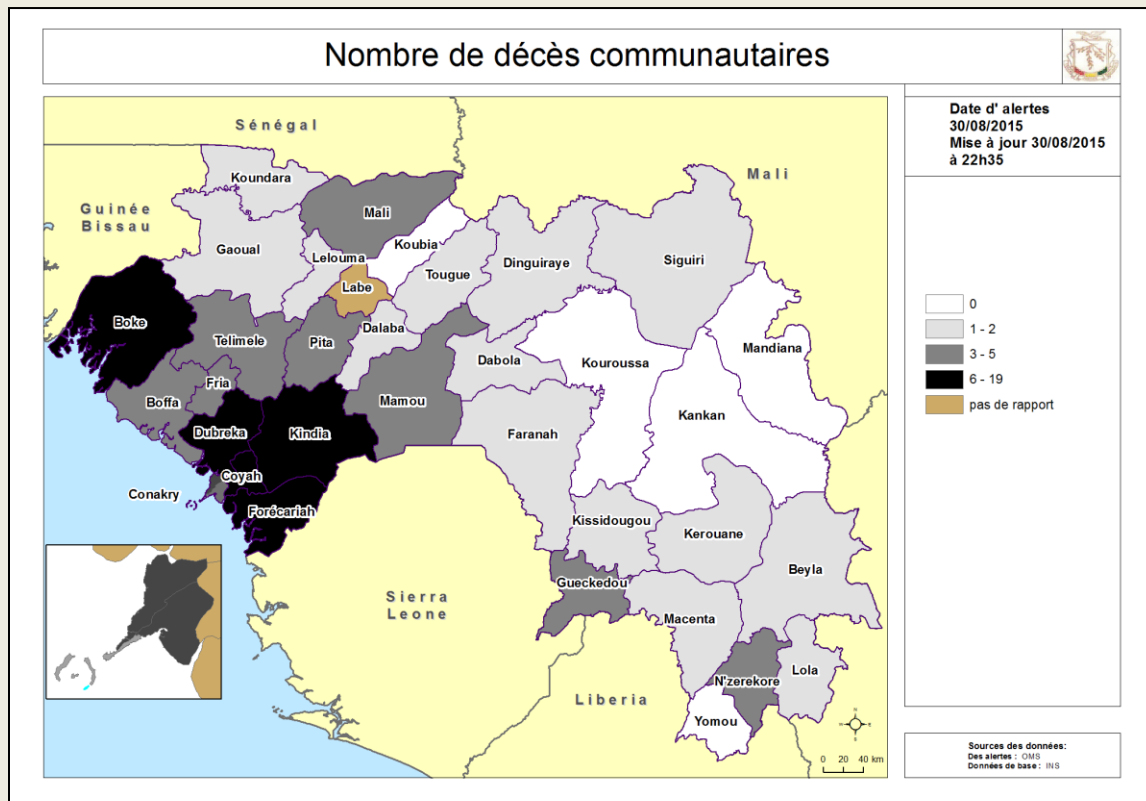 Nombre de décès communautaires
Date d' alertes
30/08/2015
Mise à jour 30/08/2015
à 22h35
Sénégal
Mali
Guinée
Bissau
Koundara
Mali
Koubia
Gaoual
Lelouma
Tougue
Dinguiraye
Siguiri
Labe
Boke
Telimele
Pita
Dalaba
Dabola
Kouroussa
Mandiana
Fria
Boffa
Mamou
Kankan
Dubreka
Kindia
Faranah
Coyah
Conakry
Forécariah
Kissidougou
Kerouane
Beyla
Gueckedou
Sierra
Leone
Macenta
N'zerekore
Lola
Liberia
Yomou
0
1 - 2
3 - 5
6 - 19
pas de rapport
0 20 40 km
Sources des données:
Des alertes : OMS
Données de base : INS